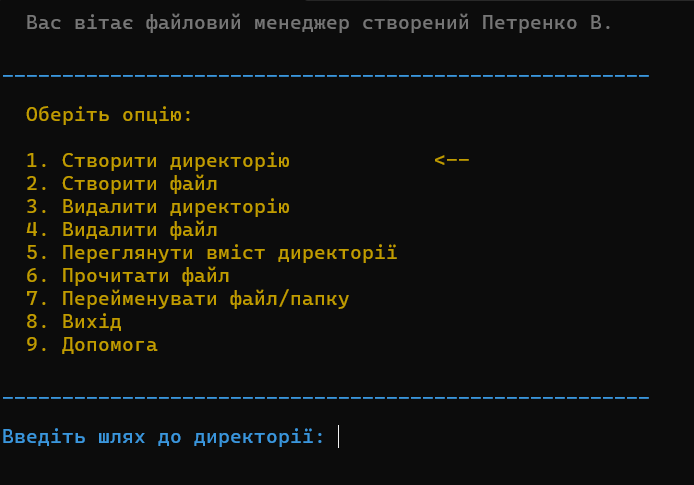 Вас вітає файловий менеджер створений Петренко В.
Оберіть опцію:
1. Створити директорію <--
2. Створити файл
3. Видалити директорію
4. Видалити файл
5. Переглянути вміст директорії
6. Прочитати файл
7. Перейменувати файл/папку
8. Вихід
9. Допомога
Введіть шлях до директорії: